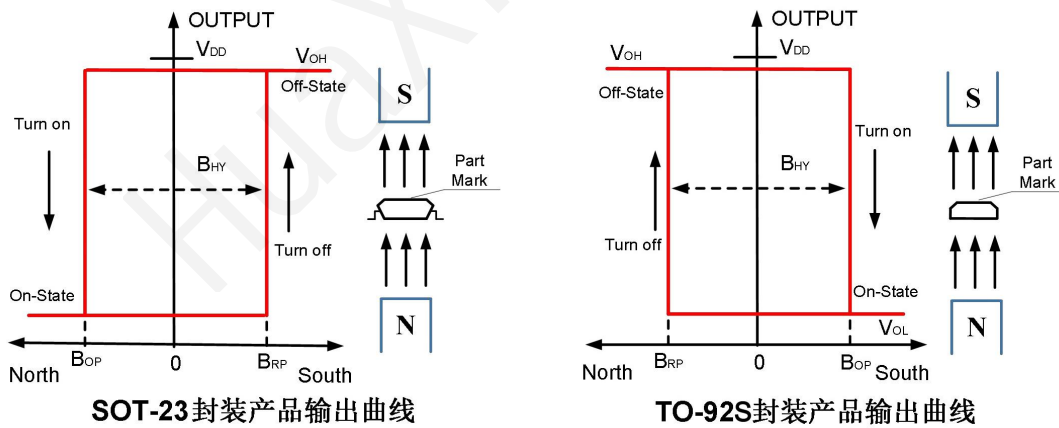 OUTPUT
VDD
VOH
Off-State
Turn on
BHY
Turn off
On-State
BOP
0
BRP
North
South
S
Part
Mark
N
SOT-23封装产品输出曲线
OUTPUT
VDD
VOH
Off-State
Turn on
BHY
Turn off
On-State
VOL
BRP
0
BOP
North
South
S
Part
Mark
N
TO-92S封装产品输出曲线